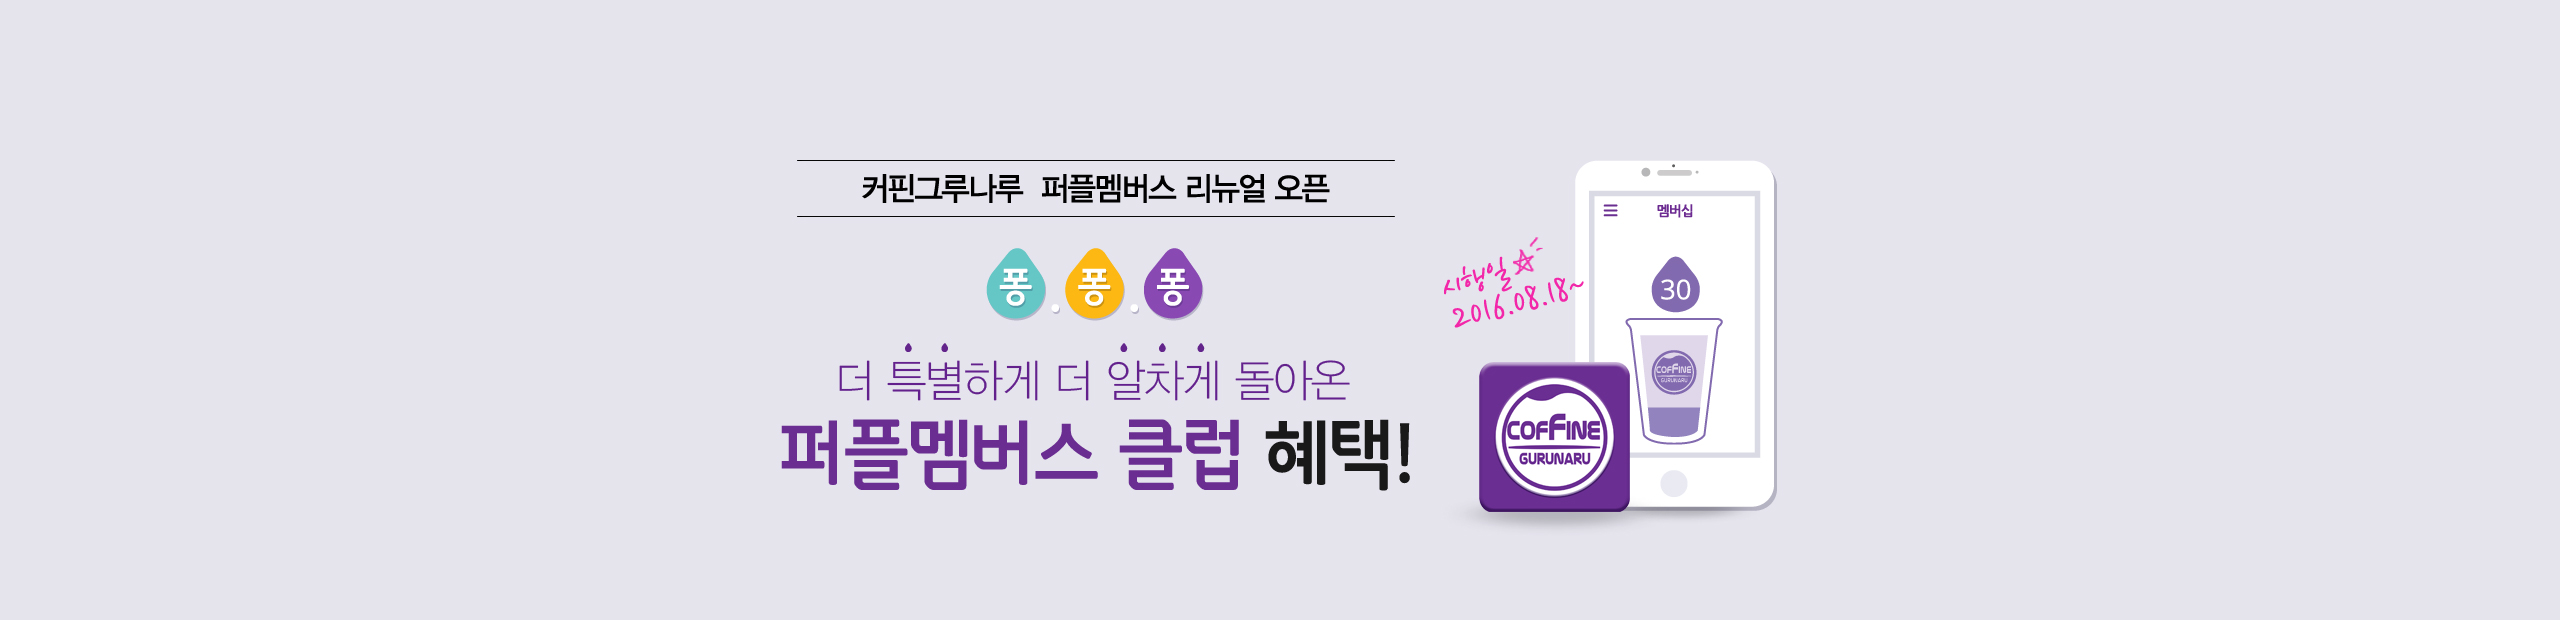 커핀그루나루 퍼플멤버스 리뉴얼 오픈
퐁.퐁.퐁
더 특별하게 더 알차게 돌아온
퍼플멤버스 클럽 혜택!
시행일
2016.08.18~
멤버십
30
COFFINE
GURUNARU
COFFINE
GURUNARU